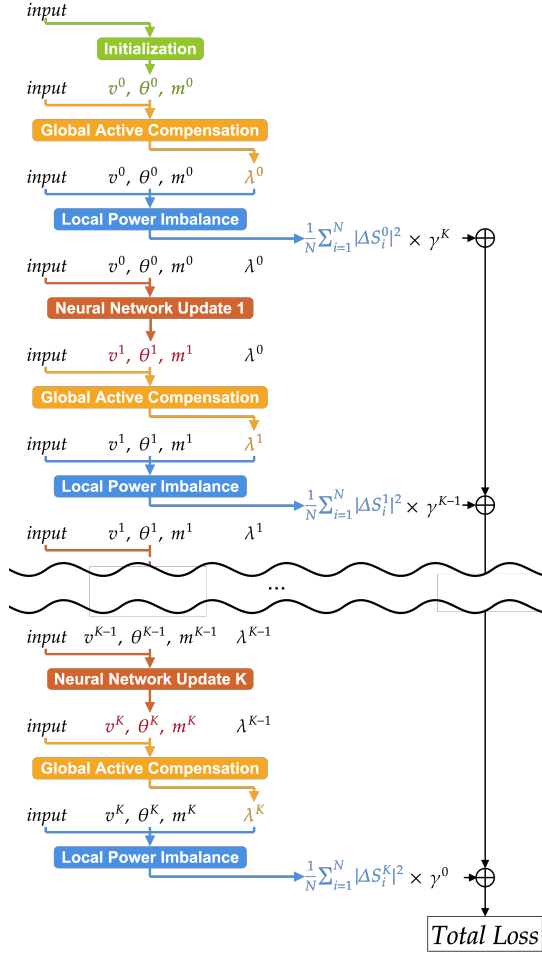 input
Initialization
input v⁰, θ⁰, m⁰
Global Active Compensation
input v⁰, θ⁰, m⁰ λ⁰
Local Power Imbalance
1/N ∑ᵢ₌₁ᴺ |ΔSᵢ⁰|² × γᴷ
input v⁰, θ⁰, m⁰ λ⁰
Neural Network Update 1
input v¹, θ¹, m¹ λ⁰
Global Active Compensation
input v¹, θ¹, m¹ λ¹
Local Power Imbalance
1/N ∑ᵢ₌₁ᴺ |ΔSᵢ¹|² × γᴷ⁻¹
input v¹, θ¹, m¹ λ¹
...
input vᴷ⁻¹, θᴷ⁻¹, mᴷ⁻¹ λᴷ⁻¹
Neural Network Update K
input vᴷ, θᴷ, mᴷ λᴷ⁻¹
Global Active Compensation
input vᴷ, θᴷ, mᴷ λᴷ
Local Power Imbalance
1/N ∑ᵢ₌₁ᴺ |ΔSᵢᴷ|² × γ⁰
Total Loss